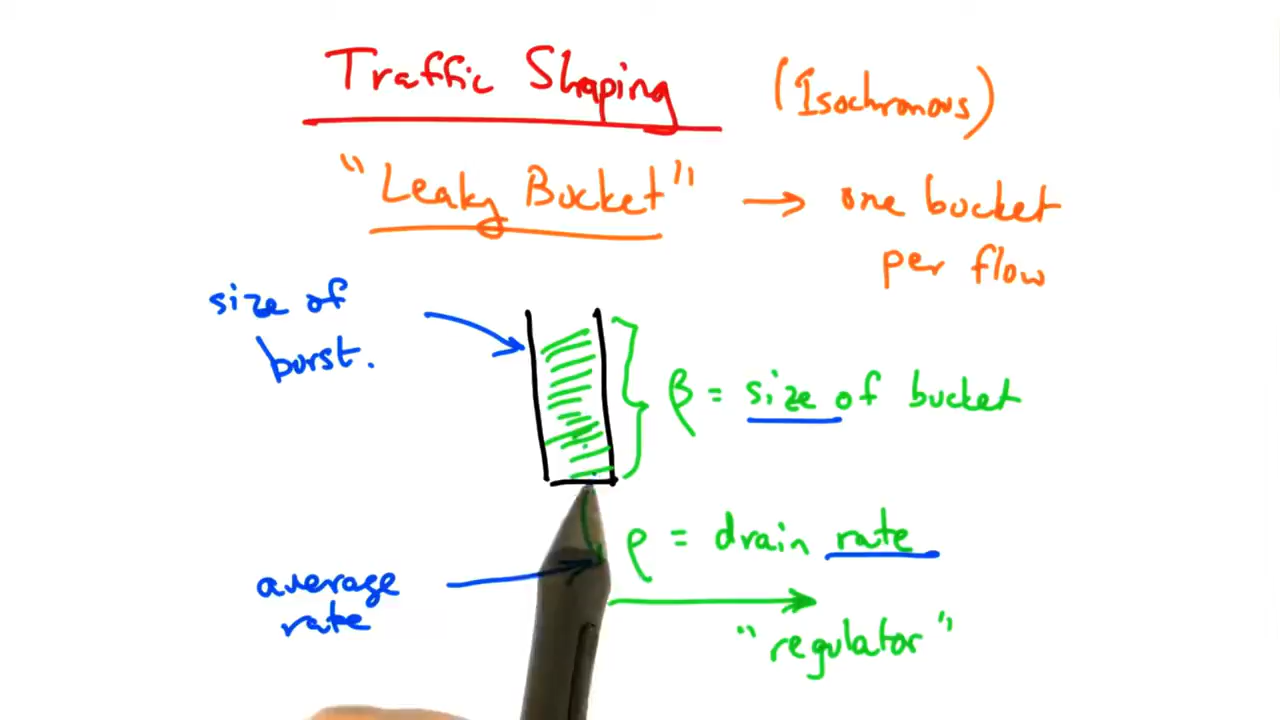 Traffic Shaping (Isochronous)
"Leaky Bucket" → one bucket
per flow
size of
burst.
β = size of bucket
ρ = drain rate
average
rate
"regulator"